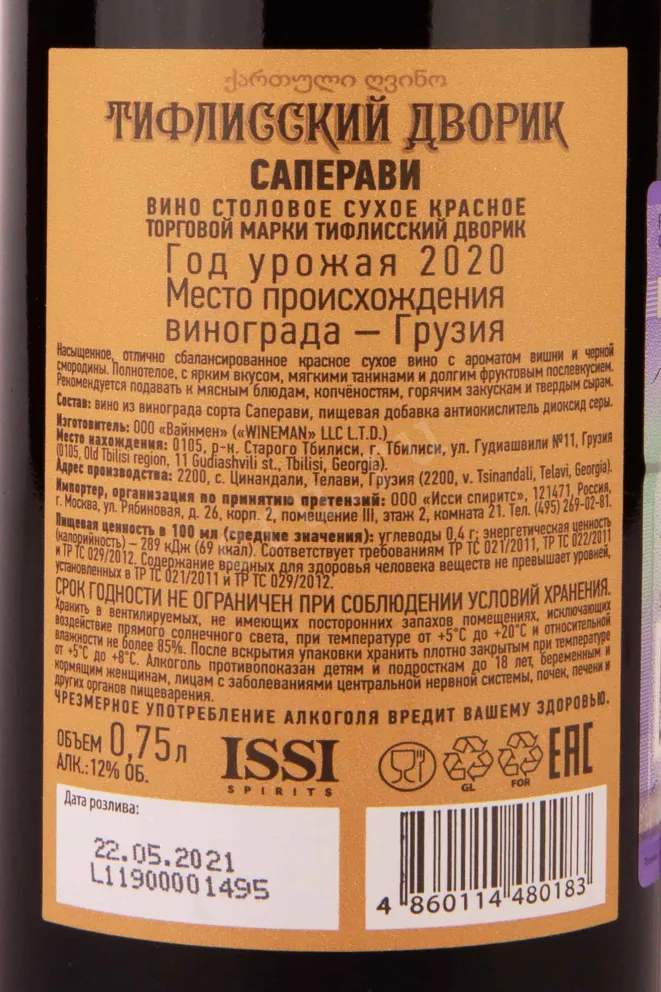 ქართული ღვინო
ТИФЛИССКИЙ ДВОРИК
САПЕРАВИ
ВИНО СТОЛОВОЕ СУХОЕ КРАСНОЕ
ТОРГОВОЙ МАРКИ ТИФЛИССКИЙ ДВОРИК
Год урожая 2020
Место происхождения
винограда – Грузия
Насыщенное, отлично сбалансированное красное сухое вино с ароматом вишни и черной
смородины. Полнотелое, с ярким вкусом, мягкими танинами и долгим фруктовым послевкусием.
Рекомендуется подавать к мясным блюдам, копчёностям, горячим закускам и твердым сырам.
Состав: вино из винограда сорта Саперави, пищевая добавка антиокислитель диоксид серы.
Изготовитель: ООО «Вайнмен» («WINEMAN» LLC L.T.D.)
Место нахождения: 0105, р-н. Старого Тбилиси, г. Тбилиси, ул. Гудиашвили №11, Грузия
(0105, Old Tbilisi region, 11 Gudiashvili st., Tbilisi, Georgia).
Адрес производства: 2200, с. Цинандали, Телави, Грузия (2200, v. Tsinandali, Telavi, Georgia).
Импортер, организация по принятию претензий: ООО «Исси спиритс», 121471, Россия,
г. Москва, ул. Рябиновая, д. 26, корп. 2, помещение III, этаж 2, комната 21. Тел. (495) 269-02-81.
Пищевая ценность в 100 мл (средние значения): углеводы 0,4 г; энергетическая ценность
(калорийность) – 289 кДж (69 ккал). Соответствует требованиям ТР ТС 021/2011, ТР ТС 022/2011
и ТР ТС 029/2012. Содержание вредных для здоровья человека веществ не превышает уровней,
установленных в ТР ТС 021/2011 и ТР ТС 029/2012.
СРОК ГОДНОСТИ НЕ ОГРАНИЧЕН ПРИ СОБЛЮДЕНИИ УСЛОВИЙ ХРАНЕНИЯ.
Хранить в вентилируемых, не имеющих посторонних запахов помещениях, исключающих
воздействие прямого солнечного света, при температуре от +5°С до +20°С и относительной
влажности не более 85%. После вскрытия упаковки хранить плотно закрытым при температуре
от +5°С до +8°С. Алкоголь противопоказан детям и подросткам до 18 лет, беременным и
кормящим женщинам, лицам с заболеваниями центральной нервной системы, почек, печени и
других органов пищеварения.
ЧРЕЗМЕРНОЕ УПОТРЕБЛЕНИЕ АЛКОГОЛЯ ВРЕДИТ ВАШЕМУ ЗДОРОВЬЮ.
ОБЪЕМ 0,75л
АЛК.:12% ОБ.
ISSI
SPIRITS
GL
FOR
EAC
Дата розлива:
22.05.2021
L11900001495
4 860114 480183